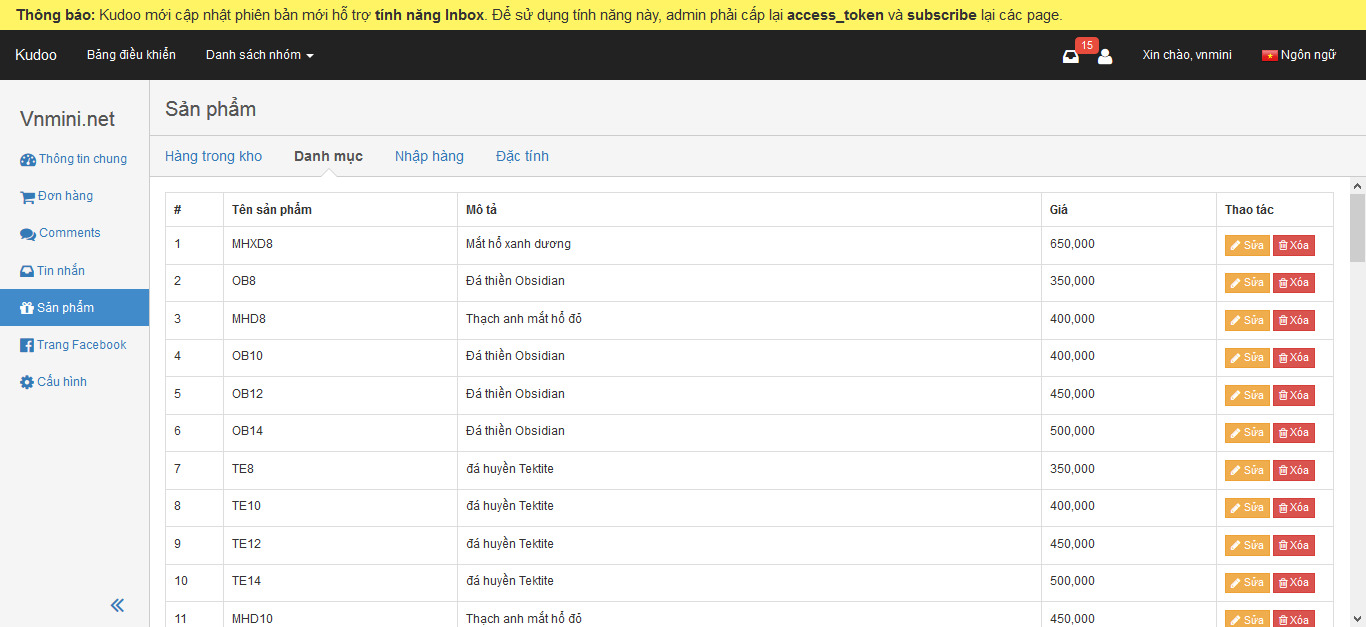 Thông báo: Kudoo mới cập nhật phiên bản mới hỗ trợ tính năng Inbox. Để sử dụng tính năng này, admin phải cấp lại access_token và subscribe lại các page.
Kudoo Bảng điều khiển Danh sách nhóm 15 Xin chào, vnmini Ngôn ngữ
Vnmini.net
Thông tin chung
Đơn hàng
Comments
Tin nhắn
Sản phẩm
Trang Facebook
Cấu hình
Sản phẩm
Hàng trong kho Danh mục Nhập hàng Đặc tính
# Tên sản phẩm Mô tả Giá Thao tác
1 MHXD8 Mắt hổ xanh dương 650,000 Sửa Xóa
2 OB8 Đá thiền Obsidian 350,000 Sửa Xóa
3 MHD8 Thạch anh mắt hổ đỏ 400,000 Sửa Xóa
4 OB10 Đá thiền Obsidian 400,000 Sửa Xóa
5 OB12 Đá thiền Obsidian 450,000 Sửa Xóa
6 OB14 Đá thiền Obsidian 500,000 Sửa Xóa
7 TE8 đá huyền Tektite 350,000 Sửa Xóa
8 TE10 đá huyền Tektite 400,000 Sửa Xóa
9 TE12 đá huyền Tektite 450,000 Sửa Xóa
10 TE14 đá huyền Tektite 500,000 Sửa Xóa
11 MHD10 Thạch anh mắt hổ đỏ 450,000 Sửa Xóa